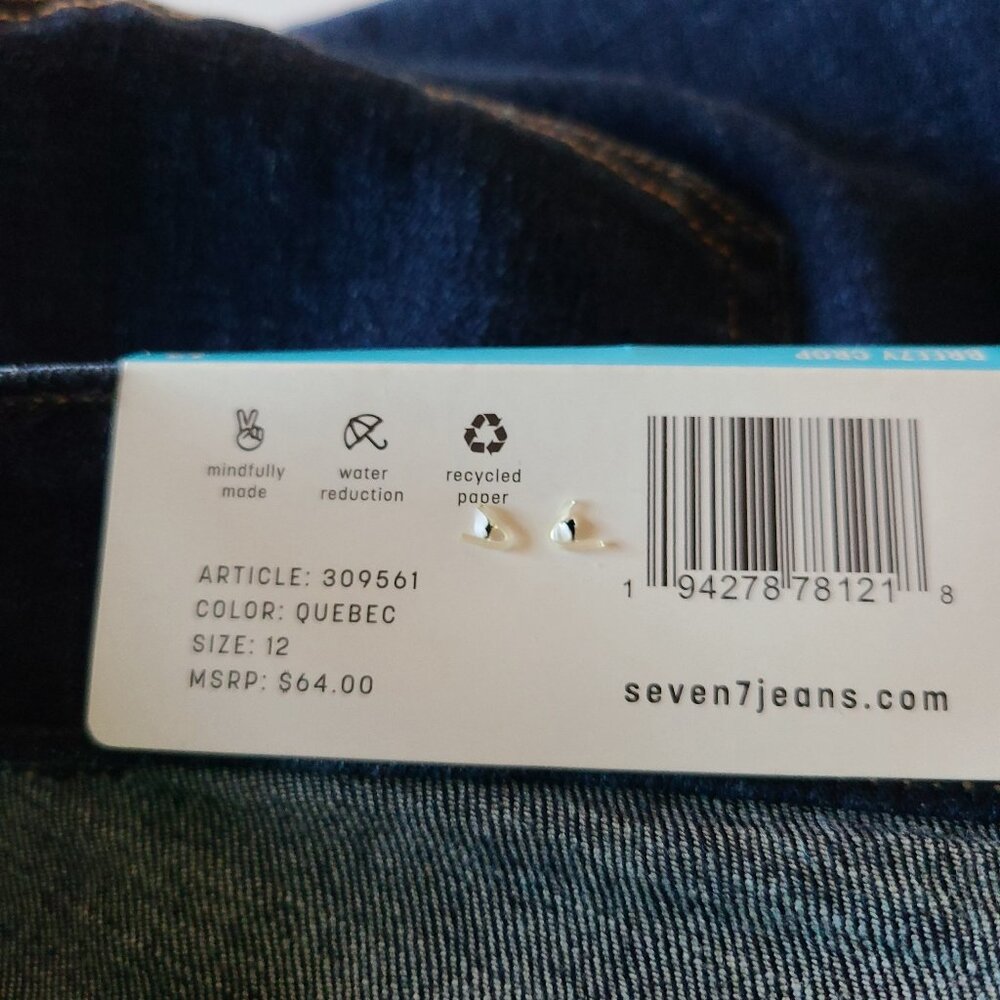 BREEZY CROP
mindfully
made
water
reduction
recycled
paper
ARTICLE: 309561
COLOR: QUEBEC
SIZE: 12
MSRP: $64.00
1 94278 78121 8
seven7jeans.com